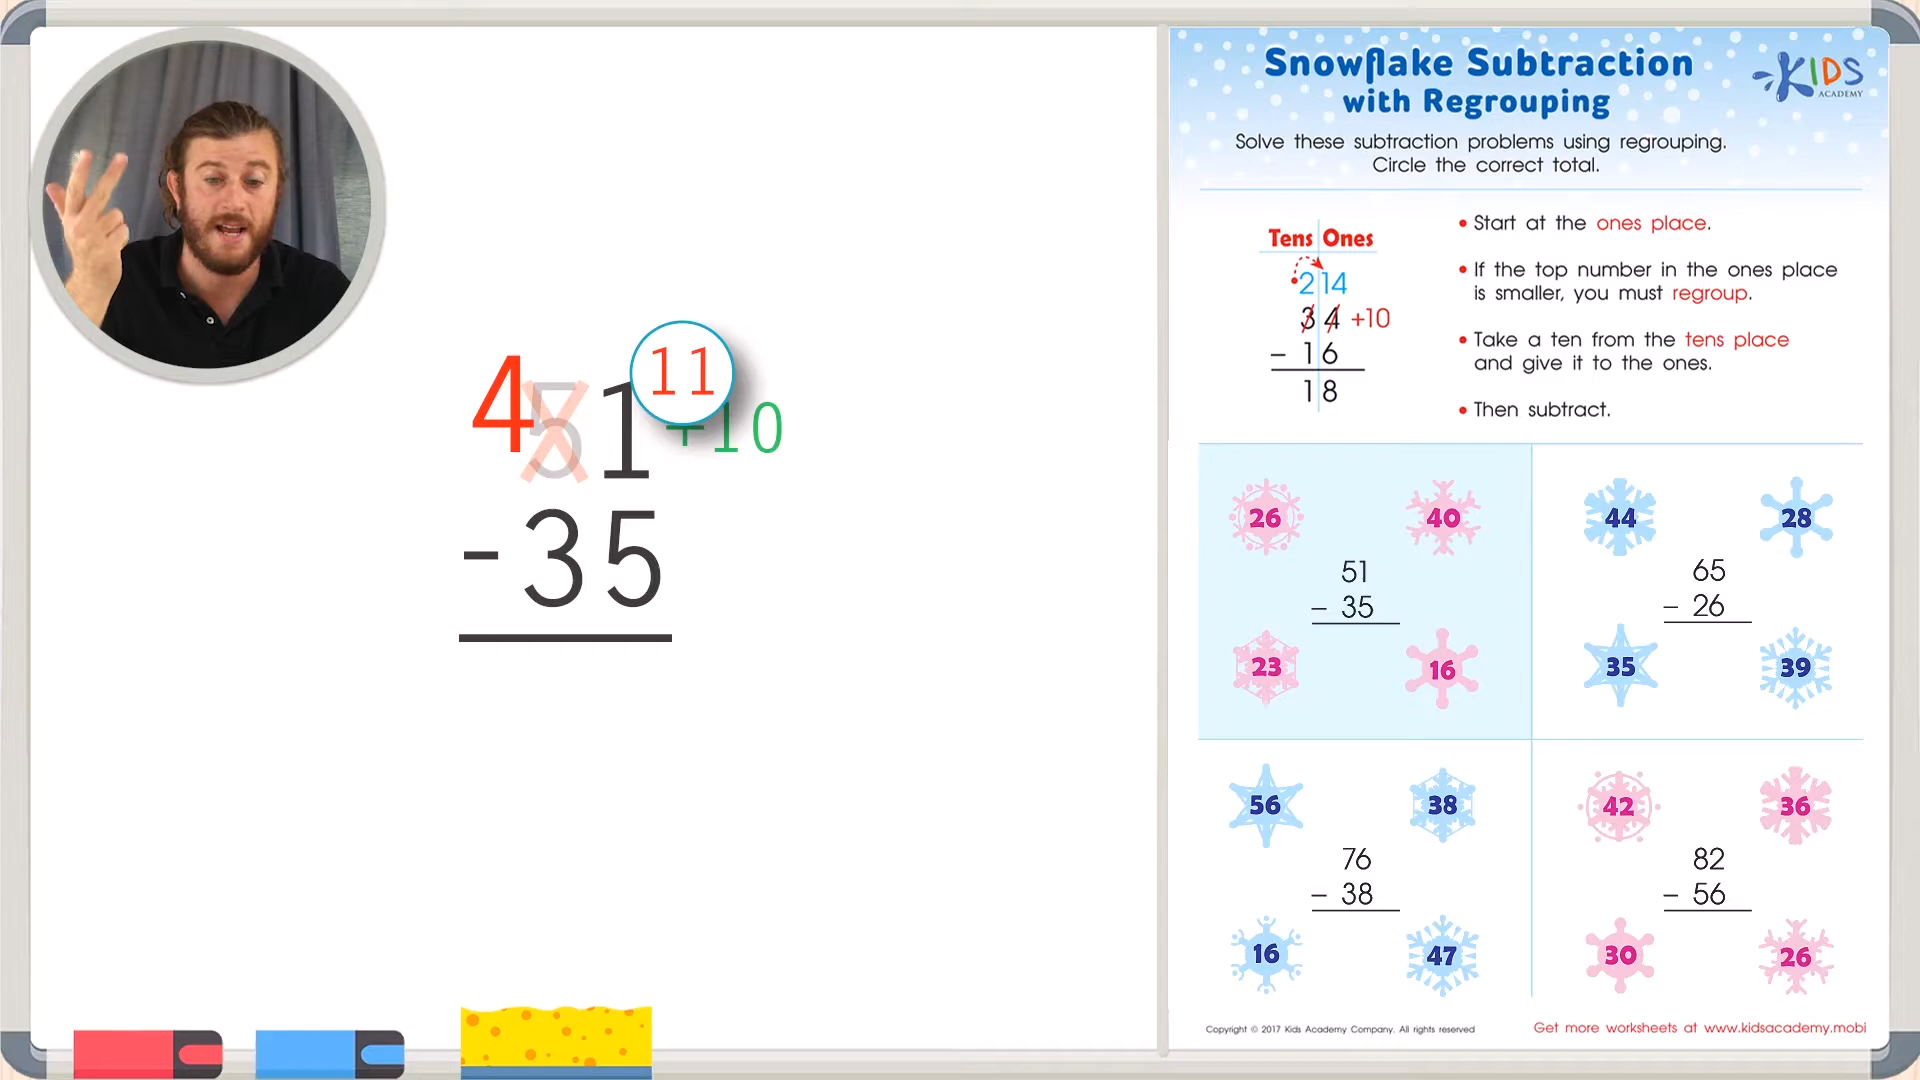 4 5 1 11 +10
- 35
Snowflake Subtraction
with Regrouping
KIDS
ACADEMY
Solve these subtraction problems using regrouping.
Circle the correct total.
Tens Ones
2 14
3 4 +10
- 16
18
• Start at the ones place.
• If the top number in the ones place
is smaller, you must regroup.
• Take a ten from the tens place
and give it to the ones.
• Then subtract.
26 40
51
- 35
23 16
44 28
65
- 26
35 39
56 38
76
- 38
16 47
42 36
82
- 56
30 26
Copyright © 2017 Kids Academy Company. All rights reserved
Get more worksheets at www.kidsacademy.mobi